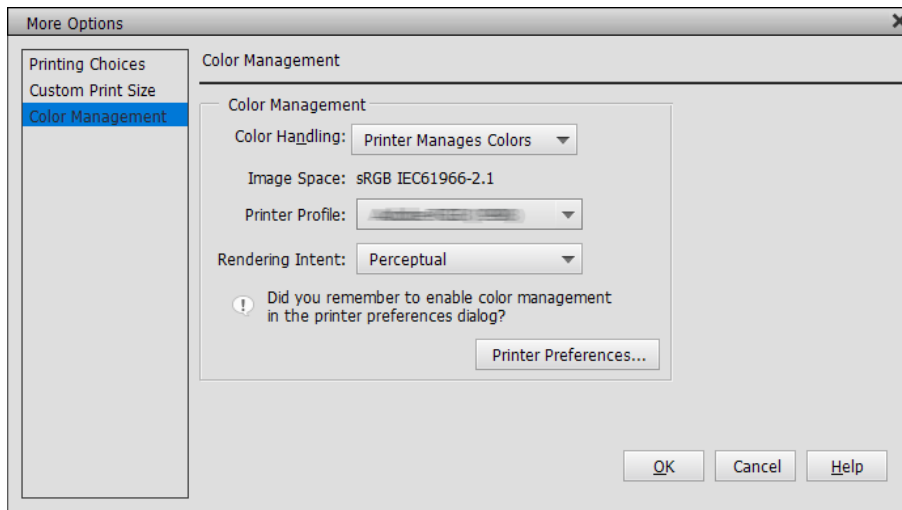 More Options
Printing Choices
Custom Print Size
Color Management
Color Management
Color Management
Color Handling: Printer Manages Colors
Image Space: sRGB IEC61966-2.1
Printer Profile:
Rendering Intent: Perceptual
Did you remember to enable color management
in the printer preferences dialog?
Printer Preferences...
OK Cancel Help